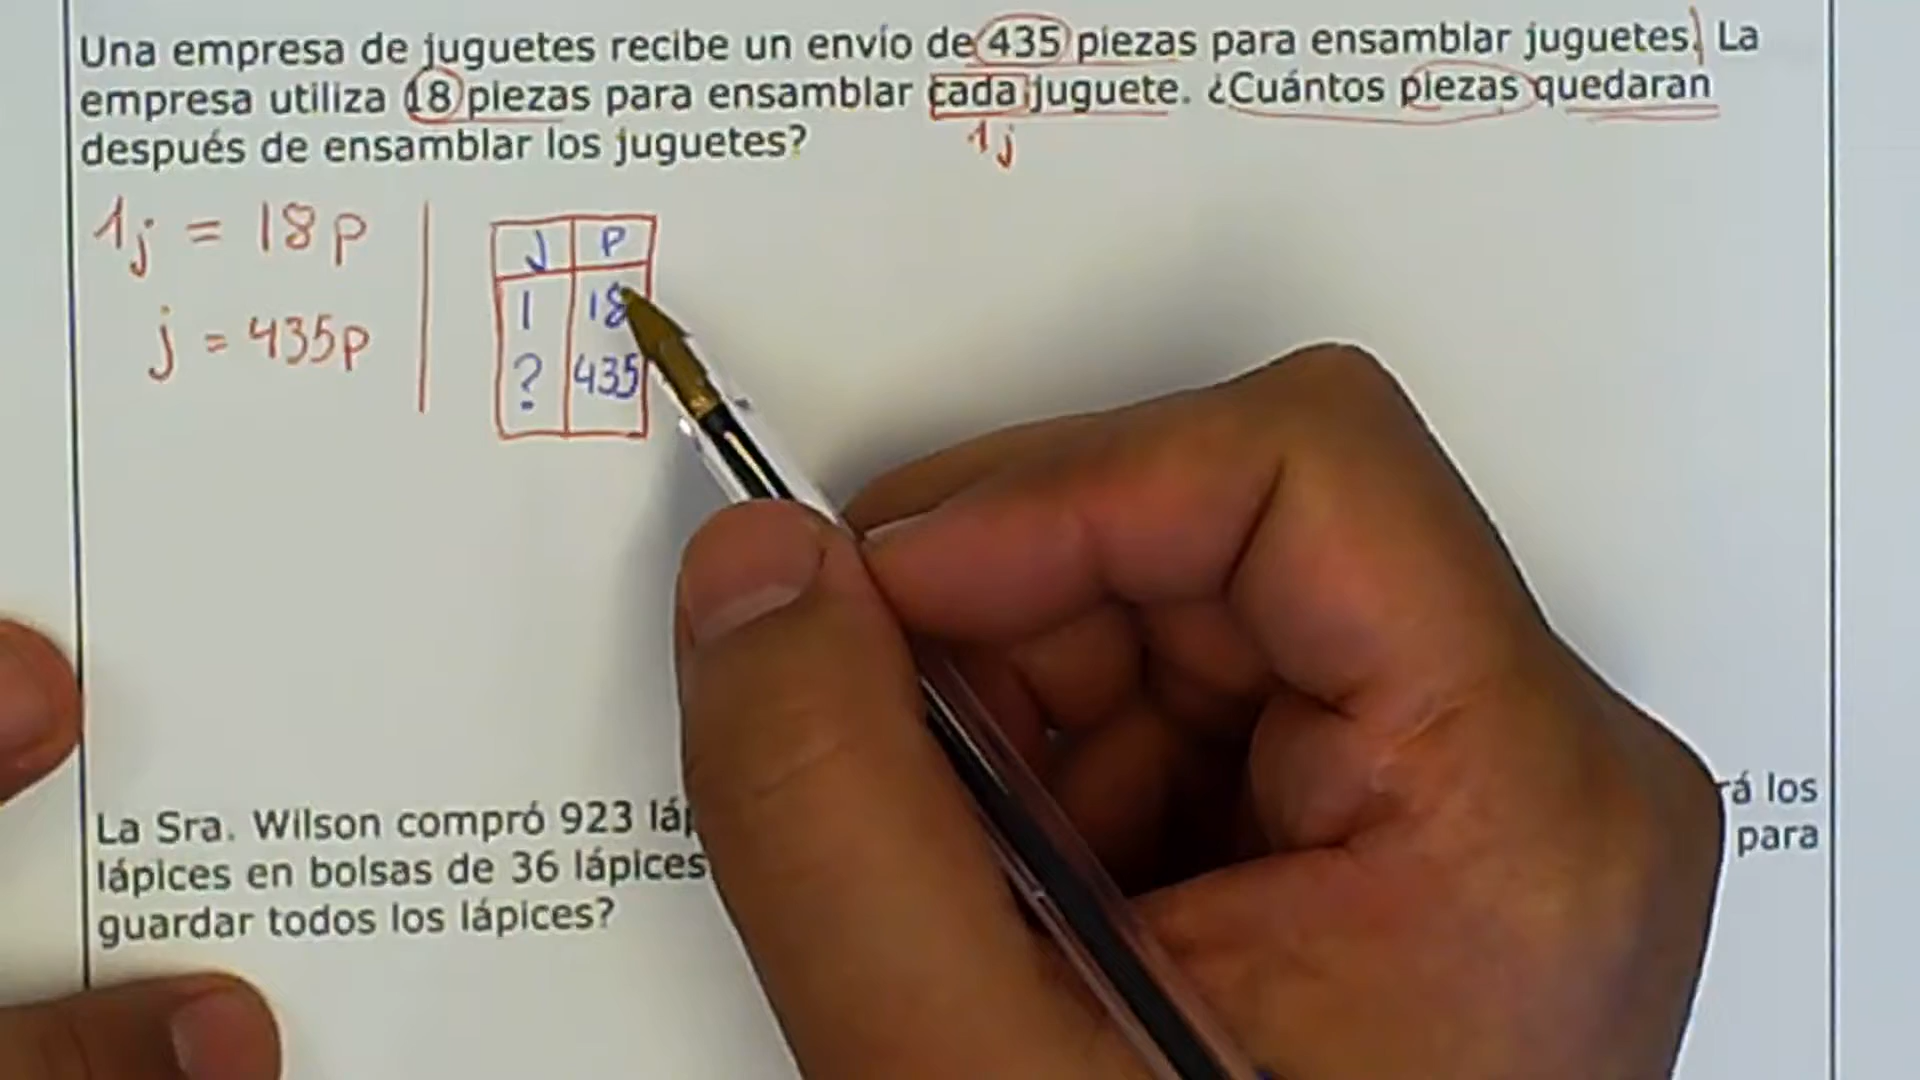 Una empresa de juguetes recibe un envío de 435 piezas para ensamblar juguetes. La
empresa utiliza 18 piezas para ensamblar cada juguete. ¿Cuántos piezas quedaran
después de ensamblar los juguetes?
1j
1j = 18p
j = 435p
J P
1 18
? 435
La Sra. Wilson compró 923 rá los
lápices en bolsas de 36 lápices para
guardar todos los lápices?